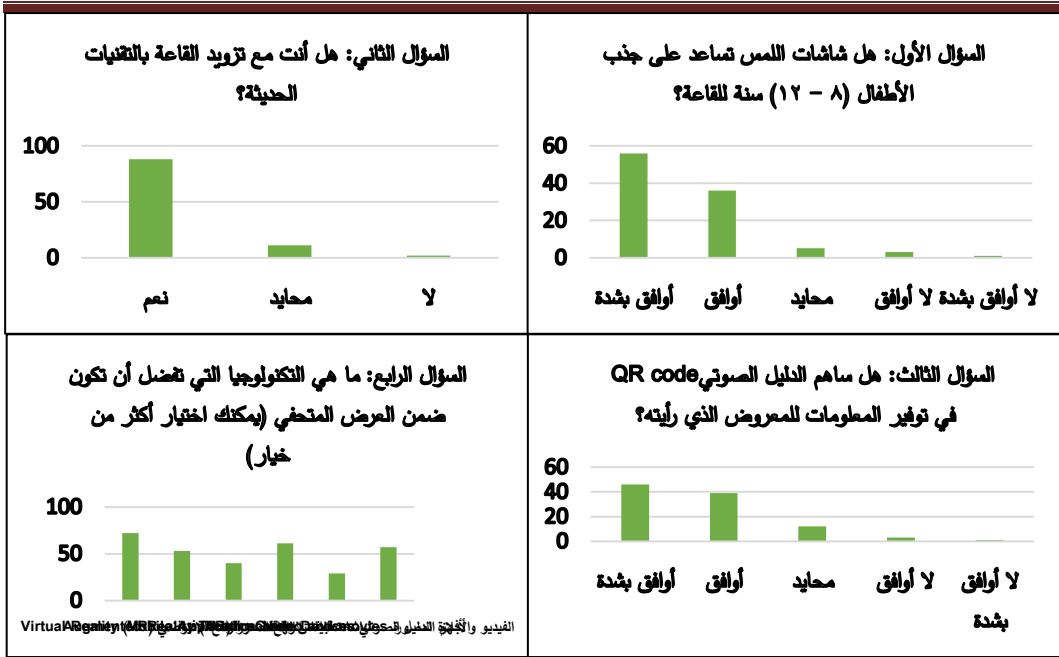 السؤال الأول: هل شاشات اللمس تساعد على جذب
الأطفال (٨ – ١٢) سنة للقاعة؟
60
40
20
0
أوافق بشدة
أوافق
محايد
لا أوافق
لا أوافق بشدة
السؤال الثاني: هل أنت مع تزويد القاعة بالتقنيات
الحديثة؟
100
50
0
نعم
محايد
لا
السؤال الثالث: هل ساهم الدليل الصوتيQR code
في توفير المعلومات للمعروض الذي رأيته؟
60
40
20
0
أوافق بشدة
أوافق
محايد
لا أوافق
لا أوافق
بشدة
السؤال الرابع: ما هي التكنولوجيا التي تفضل أن تكون
ضمن العرض المتحفي (يمكنك اختيار أكثر من
خيار)
100
50
0
Virtual
الفيديو